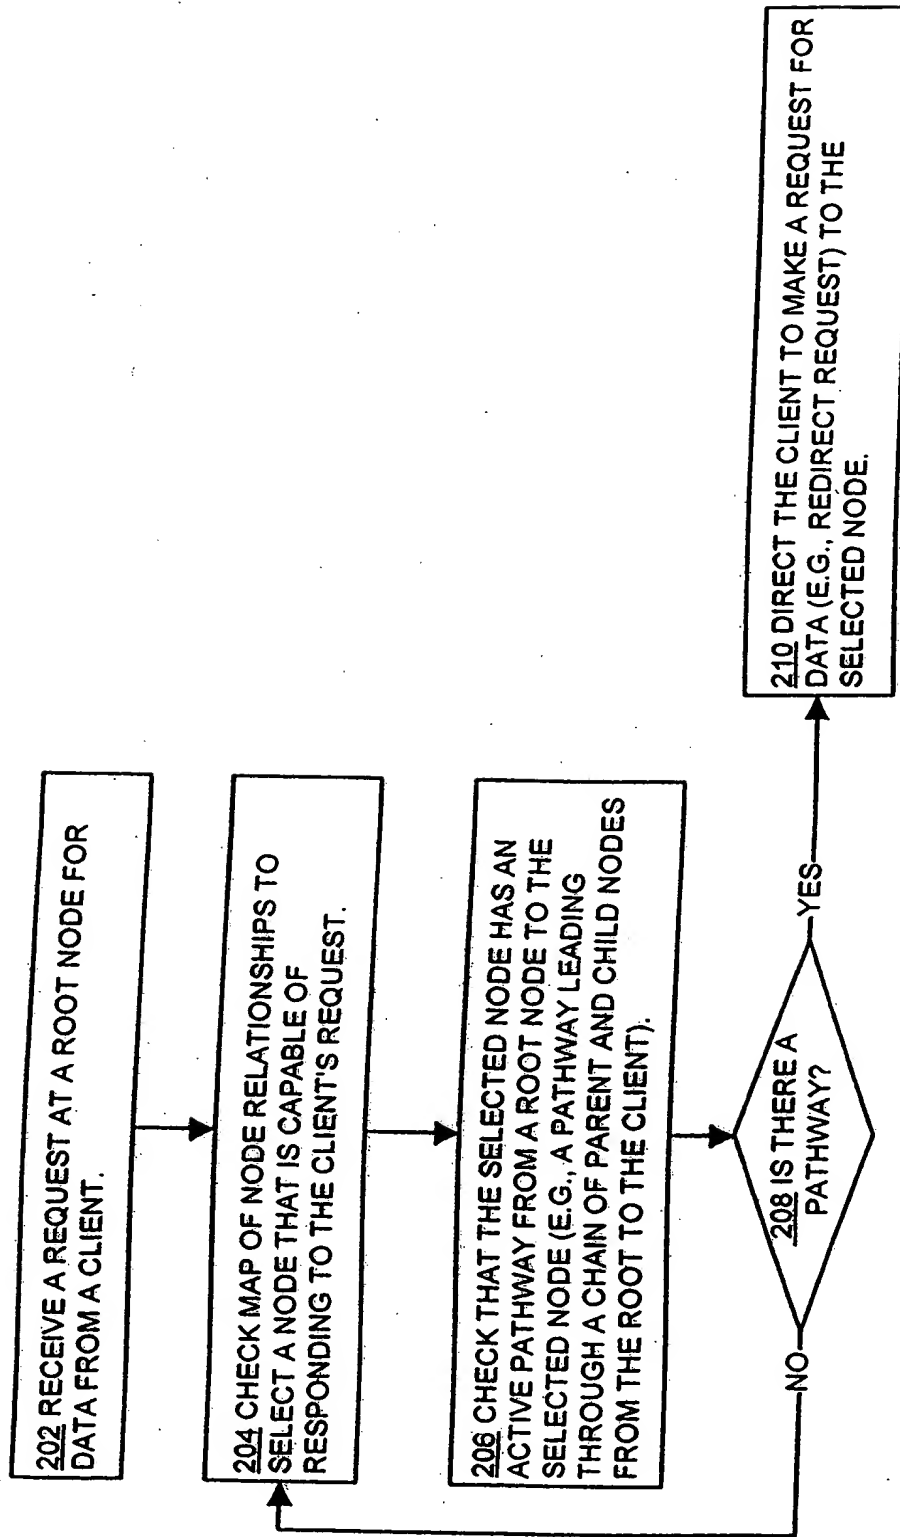 202 RECEIVE A REQUEST AT A ROOT NODE FOR
DATA FROM A CLIENT.
204 CHECK MAP OF NODE RELATIONSHIPS TO
SELECT A NODE THAT IS CAPABLE OF
RESPONDING TO THE CLIENT'S REQUEST.
206 CHECK THAT THE SELECTED NODE HAS AN
ACTIVE PATHWAY FROM A ROOT NODE TO THE
SELECTED NODE (E.G., A PATHWAY LEADING
THROUGH A CHAIN OF PARENT AND CHILD NODES
FROM THE ROOT TO THE CLIENT).
208 IS THERE A
PATHWAY?
NO
YES
210 DIRECT THE CLIENT TO MAKE A REQUEST FOR
DATA (E.G., REDIRECT REQUEST) TO THE
SELECTED NODE.